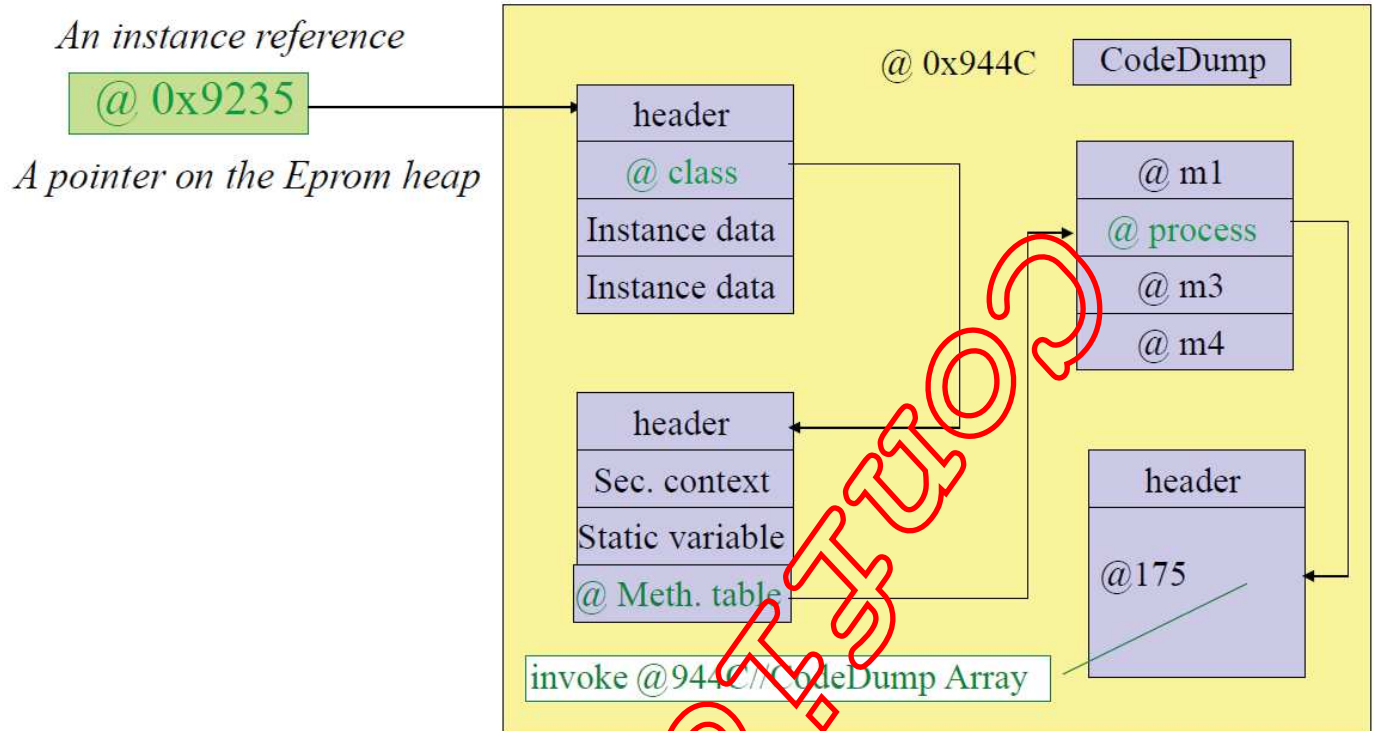 An instance reference
@ 0x9235
A pointer on the Eprom heap
@ 0x944C
CodeDump
header
@ class
Instance data
Instance data
@ m1
@ process
@ m3
@ m4
header
Sec. context
Static variable
@ Meth. table
header
@175
invoke @944C//CodeDump Array